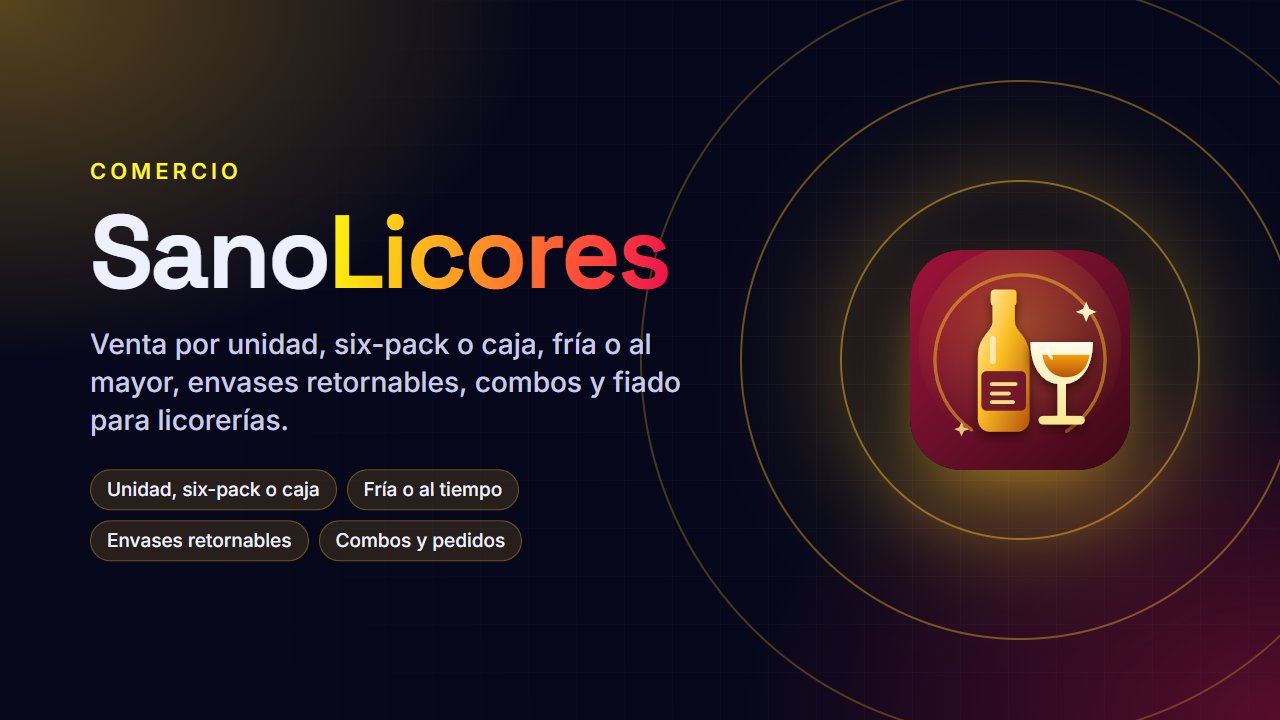 COMERCIO
SanoLicores
Venta por unidad, six-pack o caja, fría o al
mayor, envases retornables, combos y fiado
para licorerías.
Unidad, six-pack o caja
Fría o al tiempo
Envases retornables
Combos y pedidos